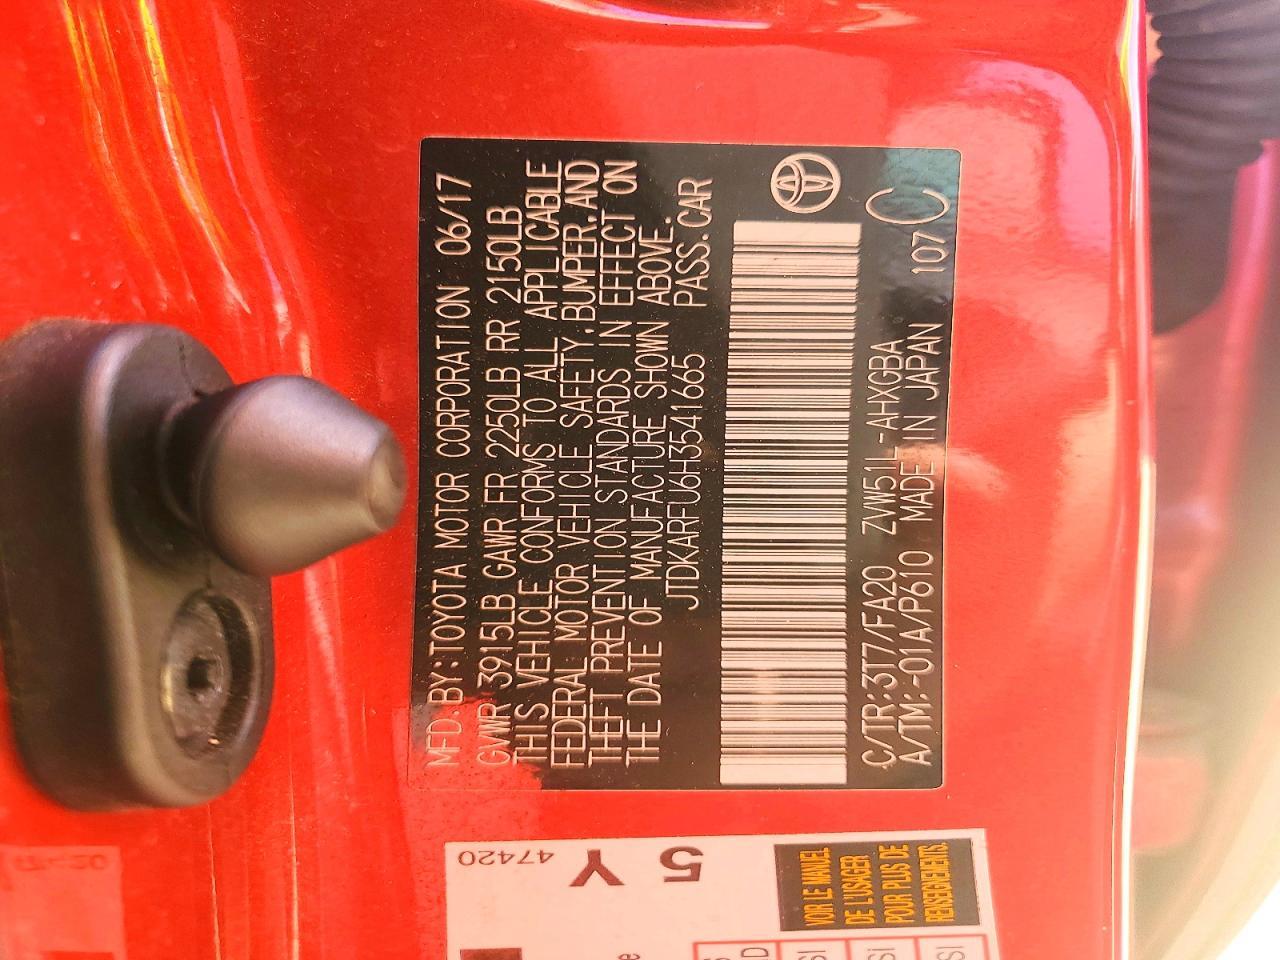 MFD.BY:TOYOTA MOTOR CORPORATION 06/17
GVWR 3915LB GAWR FR 2250LB RR 2150LB
THIS VEHICLE CONFORMS TO ALL APPLICABLE
FEDERAL MOTOR VEHICLE SAFETY,BUMPER,AND
THEFT PREVENTION STANDARDS IN EFFECT ON
THE DATE OF MANUFACTURE SHOWN ABOVE.
JTDKARFU6H3541665 PASS.CAR
C/TR:3T7/FA20 ZVW51L-AHXGBA
A/TM:-01A/P610 MADE IN JAPAN 107 C
47420
5 Y
VOIR LE MANUEL
DE L'USAGER
POUR PLUS DE
RENSEIGNEMENTS.